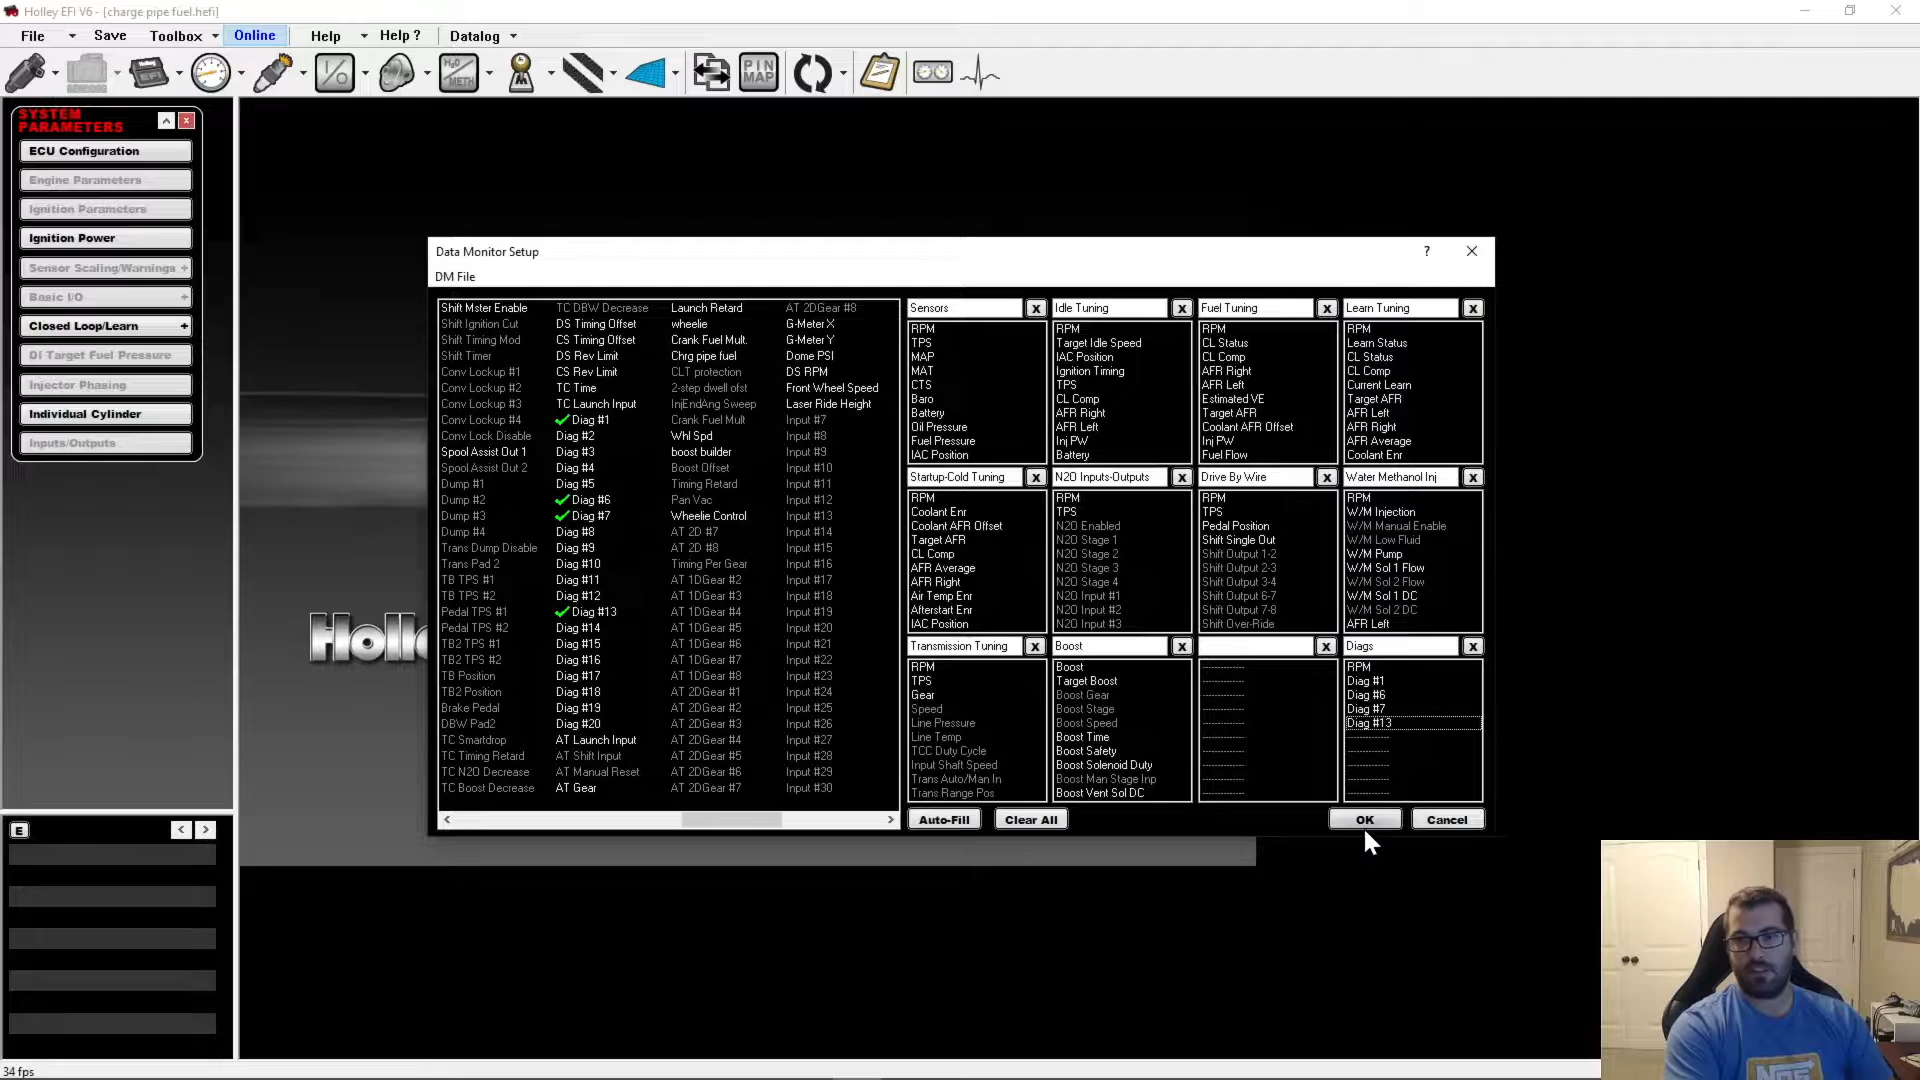 Holley EFI V6 - [charge pipe fuel.hefi]
File Save Toolbox Online Help Help ? Datalog
EFI I/O H2O METH PIN MAP
SYSTEM
PARAMETERS
ECU Configuration
Engine Parameters
Ignition Parameters
Ignition Power
Sensor Scaling/Warnings +
Basic I/O +
Closed Loop/Learn +
DI Target Fuel Pressure
Injector Phasing
Individual Cylinder
Inputs/Outputs
E < >
34 fps
Data Monitor Setup ?
DM File
Shift Mster Enable
Shift Ignition Cut
Shift Timing Mod
Shift Timer
Conv Lockup #1
Conv Lockup #2
Conv Lockup #3
Conv Lockup #4
Conv Lock Disable
Spool Assist Out 1
Spool Assist Out 2
Dump #1
Dump #2
Dump #3
Dump #4
Trans Dump Disable
Trans Pad 2
TB TPS #1
TB TPS #2
Pedal TPS #1
Pedal TPS #2
TB2 TPS #1
TB2 TPS #2
TB Position
TB2 Position
Brake Pedal
DBW Pad2
TC Smartdrop
TC Timing Retard
TC N2O Decrease
TC Boost Decrease
TC DBW Decrease
DS Timing Offset
CS Timing Offset
DS Rev Limit
CS Rev Limit
TC Time
TC Launch Input
Diag #1
Diag #2
Diag #3
Diag #4
Diag #5
Diag #6
Diag #7
Diag #8
Diag #9
Diag #10
Diag #11
Diag #12
Diag #13
Diag #14
Diag #15
Diag #16
Diag #17
Diag #18
Diag #19
Diag #20
AT Launch Input
AT Shift Input
AT Manual Reset
AT Gear
Launch Retard
wheelie
Crank Fuel Mult.
Chrg pipe fuel
CLT protection
2-step dwell ofst
InjEndAng Sweep
Crank Fuel Mult
Whl Spd
boost builder
Boost Offset
Timing Retard
Pan Vac
Wheelie Control
AT 2D #7
AT 2D #8
Timing Per Gear
AT 1DGear #2
AT 1DGear #3
AT 1DGear #4
AT 1DGear #5
AT 1DGear #6
AT 1DGear #7
AT 1DGear #8
AT 2DGear #1
AT 2DGear #2
AT 2DGear #3
AT 2DGear #4
AT 2DGear #5
AT 2DGear #6
AT 2DGear #7
AT 2DGear #8
G-Meter X
G-Meter Y
Dome PSI
DS RPM
Front Wheel Speed
Laser Ride Height
Input #7
Input #8
Input #9
Input #10
Input #11
Input #12
Input #13
Input #14
Input #15
Input #16
Input #17
Input #18
Input #19
Input #20
Input #21
Input #22
Input #23
Input #24
Input #25
Input #26
Input #27
Input #28
Input #29
Input #30
Sensors X
RPM
TPS
MAP
MAT
CTS
Baro
Battery
Oil Pressure
Fuel Pressure
IAC Position
Idle Tuning X
RPM
Target Idle Speed
IAC Position
Ignition Timing
TPS
CL Comp
AFR Right
AFR Left
Inj PW
Battery
Fuel Tuning X
RPM
CL Status
CL Comp
AFR Right
AFR Left
Estimated VE
Target AFR
Coolant AFR Offset
Inj PW
Fuel Flow
Learn Tuning X
RPM
Learn Status
CL Status
CL Comp
Current Learn
Target AFR
AFR Left
AFR Right
AFR Average
Coolant Enr
Startup-Cold Tuning X
RPM
Coolant Enr
Coolant AFR Offset
Target AFR
CL Comp
AFR Average
AFR Right
Air Temp Enr
Afterstart Enr
IAC Position
N2O Inputs-Outputs X
RPM
TPS
N2O Enabled
N2O Stage 1
N2O Stage 2
N2O Stage 3
N2O Stage 4
N2O Input #1
N2O Input #2
N2O Input #3
Drive By Wire X
RPM
TPS
Pedal Position
Shift Single Out
Shift Output 1-2
Shift Output 2-3
Shift Output 3-4
Shift Output 6-7
Shift Output 7-8
Shift Over-Ride
Water Methanol Inj X
RPM
W/M Injection
W/M Manual Enable
W/M Low Fluid
W/M Pump
W/M Sol 1 Flow
W/M Sol 2 Flow
W/M Sol 1 DC
W/M Sol 2 DC
AFR Left
Transmission Tuning X
RPM
TPS
Gear
Speed
Line Pressure
Line Temp
TCC Duty Cycle
Input Shaft Speed
Trans Auto/Man In
Trans Range Pos
Boost X
Boost
Target Boost
Boost Gear
Boost Stage
Boost Speed
Boost Time
Boost Safety
Boost Solenoid Duty
Boost Man Stage Inp
Boost Vent Sol DC
X
Diags X
RPM
Diag #1
Diag #6
Diag #7
Diag #13
Auto-Fill Clear All OK Cancel